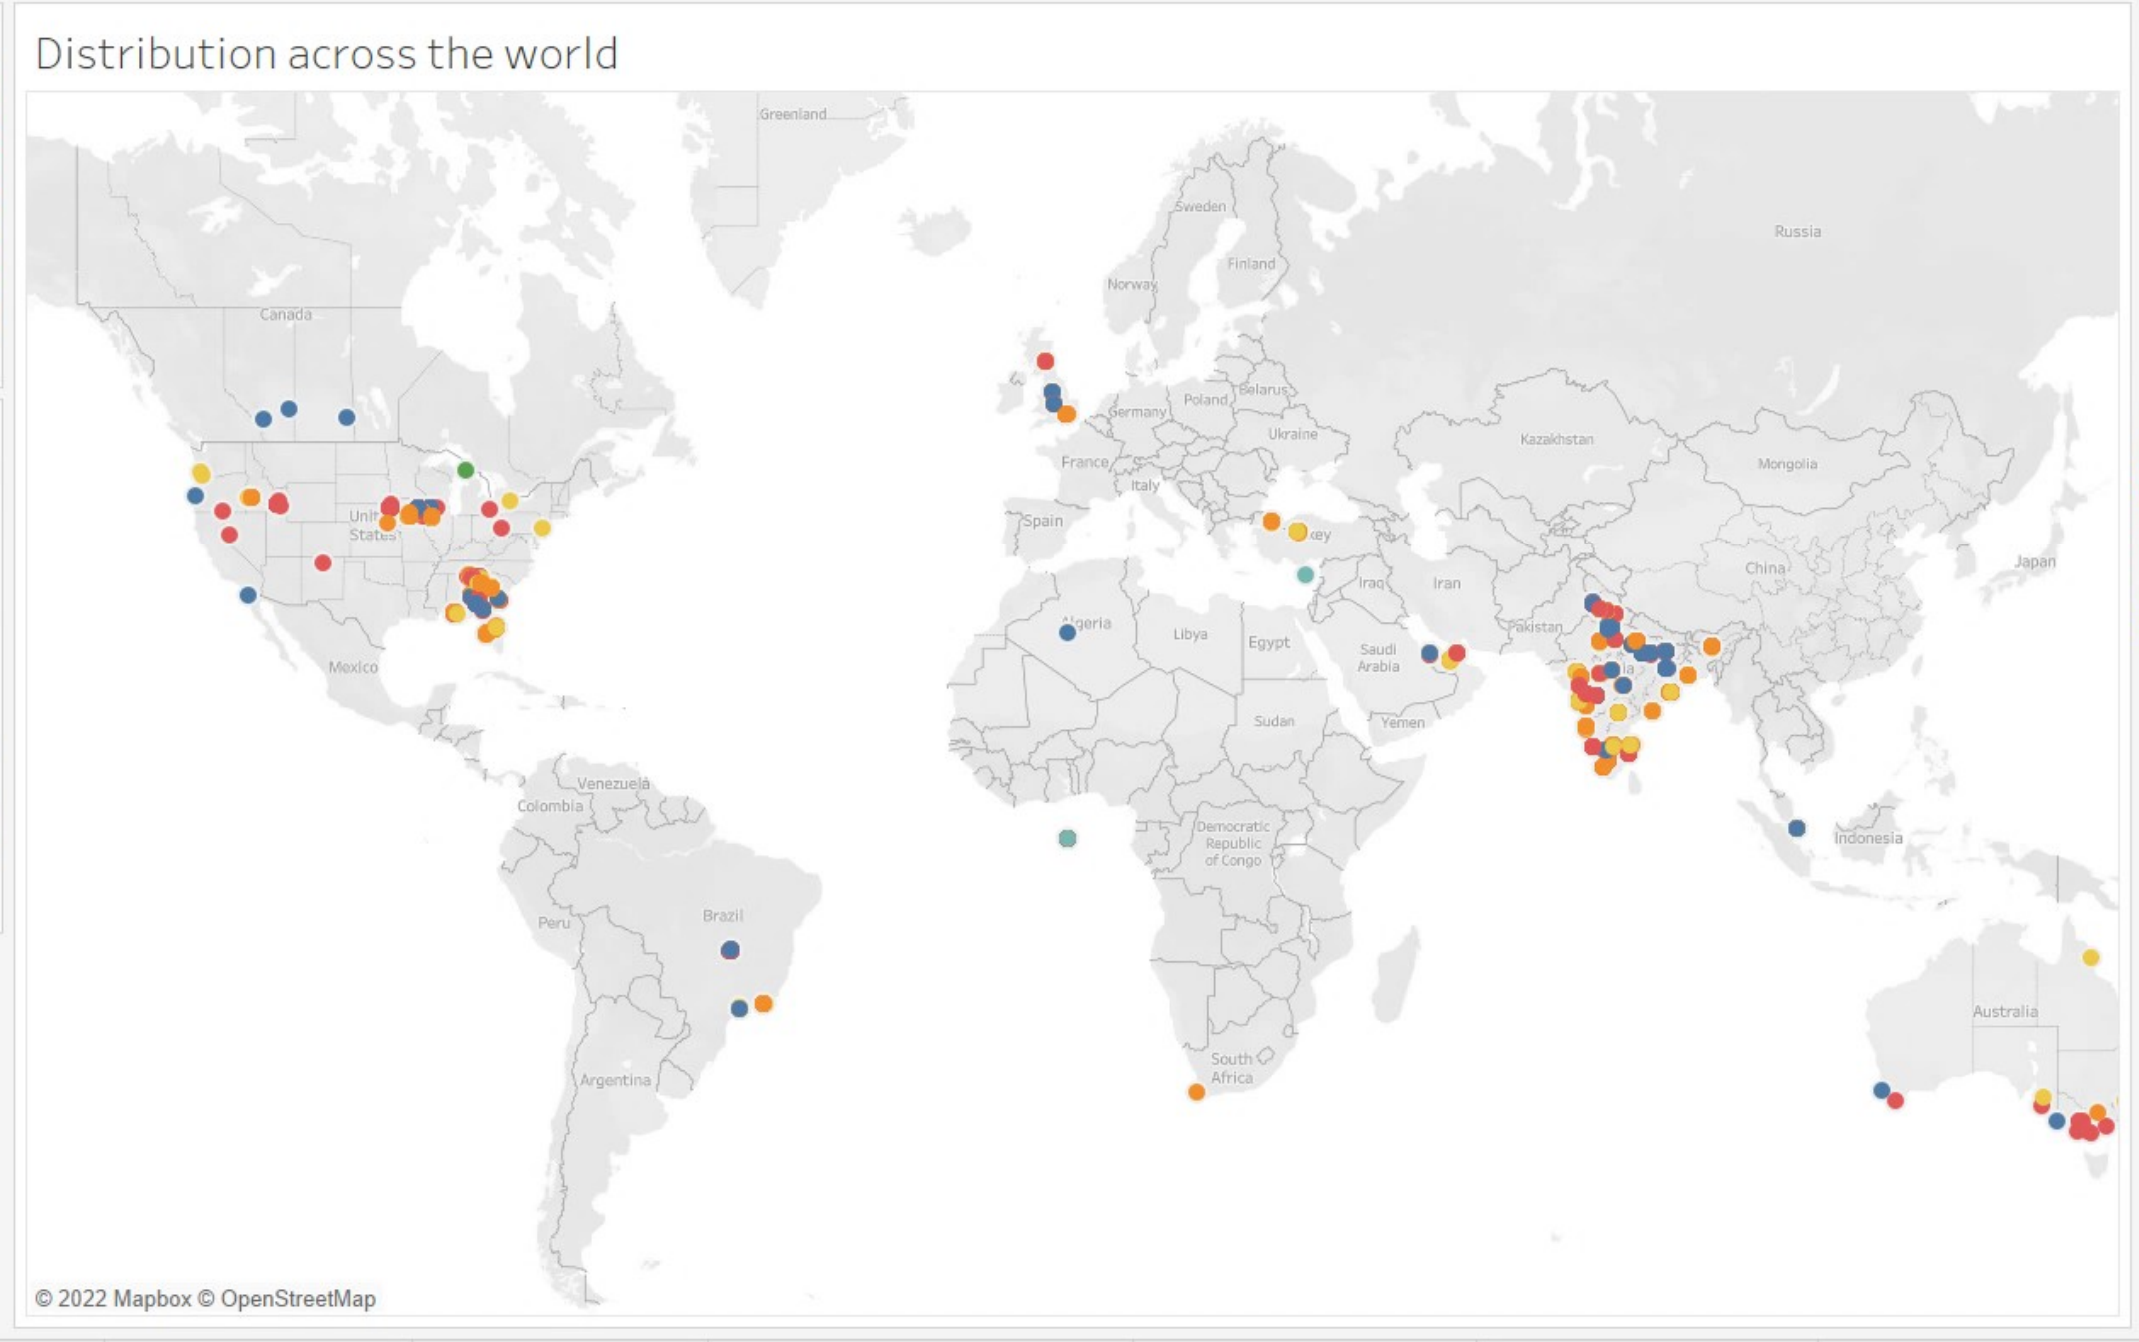 Distribution across the world
Greenland
Sweden
Russia
Finland
Norway
Canada
Belarus
Poland
Germany
Ukraine
Kazakhstan
France
Mongolia
Italy
Spain
States
Japan
China
Iraq
Iran
Pakistan
Libya
Egypt
Saudi
Arabia
Mexico
Sudan
Yemen
Venezuela
Colombia
Democratic
Republic
of Congo
Indonesia
Brazil
Peru
Australia
South
Africa
Argentina
© 2022 Mapbox © OpenStreetMap